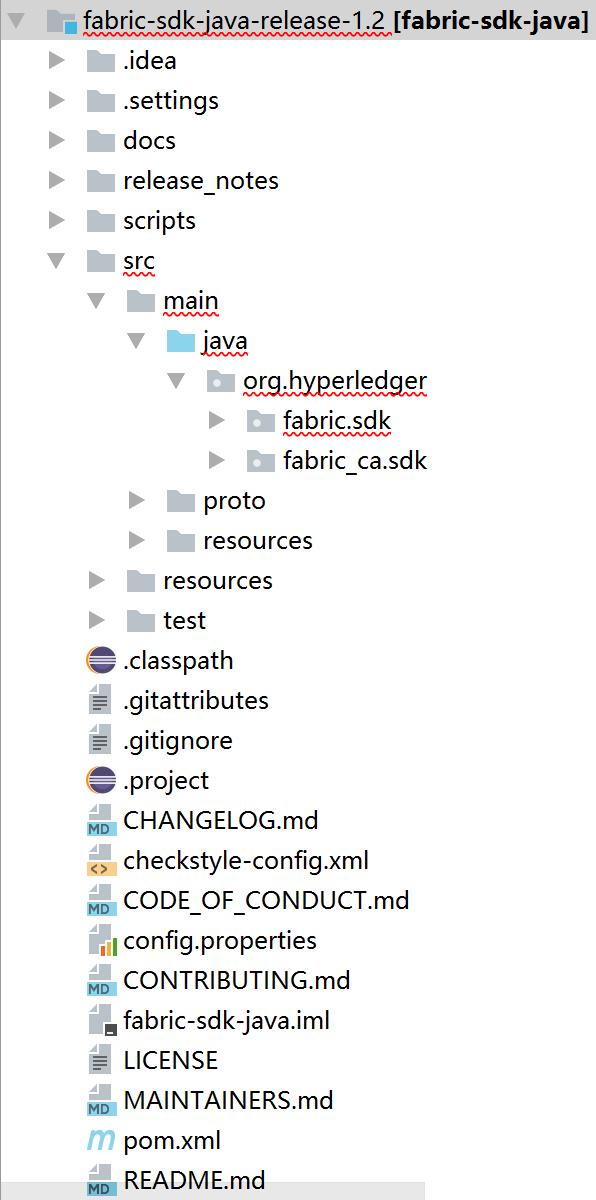 fabric-sdk-java-release-1.2 [fabric-sdk-java]
.idea
.settings
docs
release_notes
scripts
src
main
java
org.hyperledger
fabric.sdk
fabric_ca.sdk
proto
resources
resources
test
.classpath
.gitattributes
.gitignore
.project
CHANGELOG.md
checkstyle-config.xml
CODE_OF_CONDUCT.md
config.properties
CONTRIBUTING.md
fabric-sdk-java.iml
LICENSE
MAINTAINERS.md
pom.xml
README.md